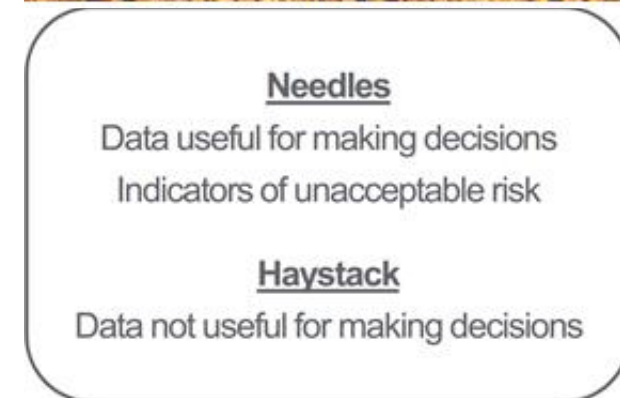 Needles
Data useful for making decisions
Indicators of unacceptable risk
Haystack
Data not useful for making decisions